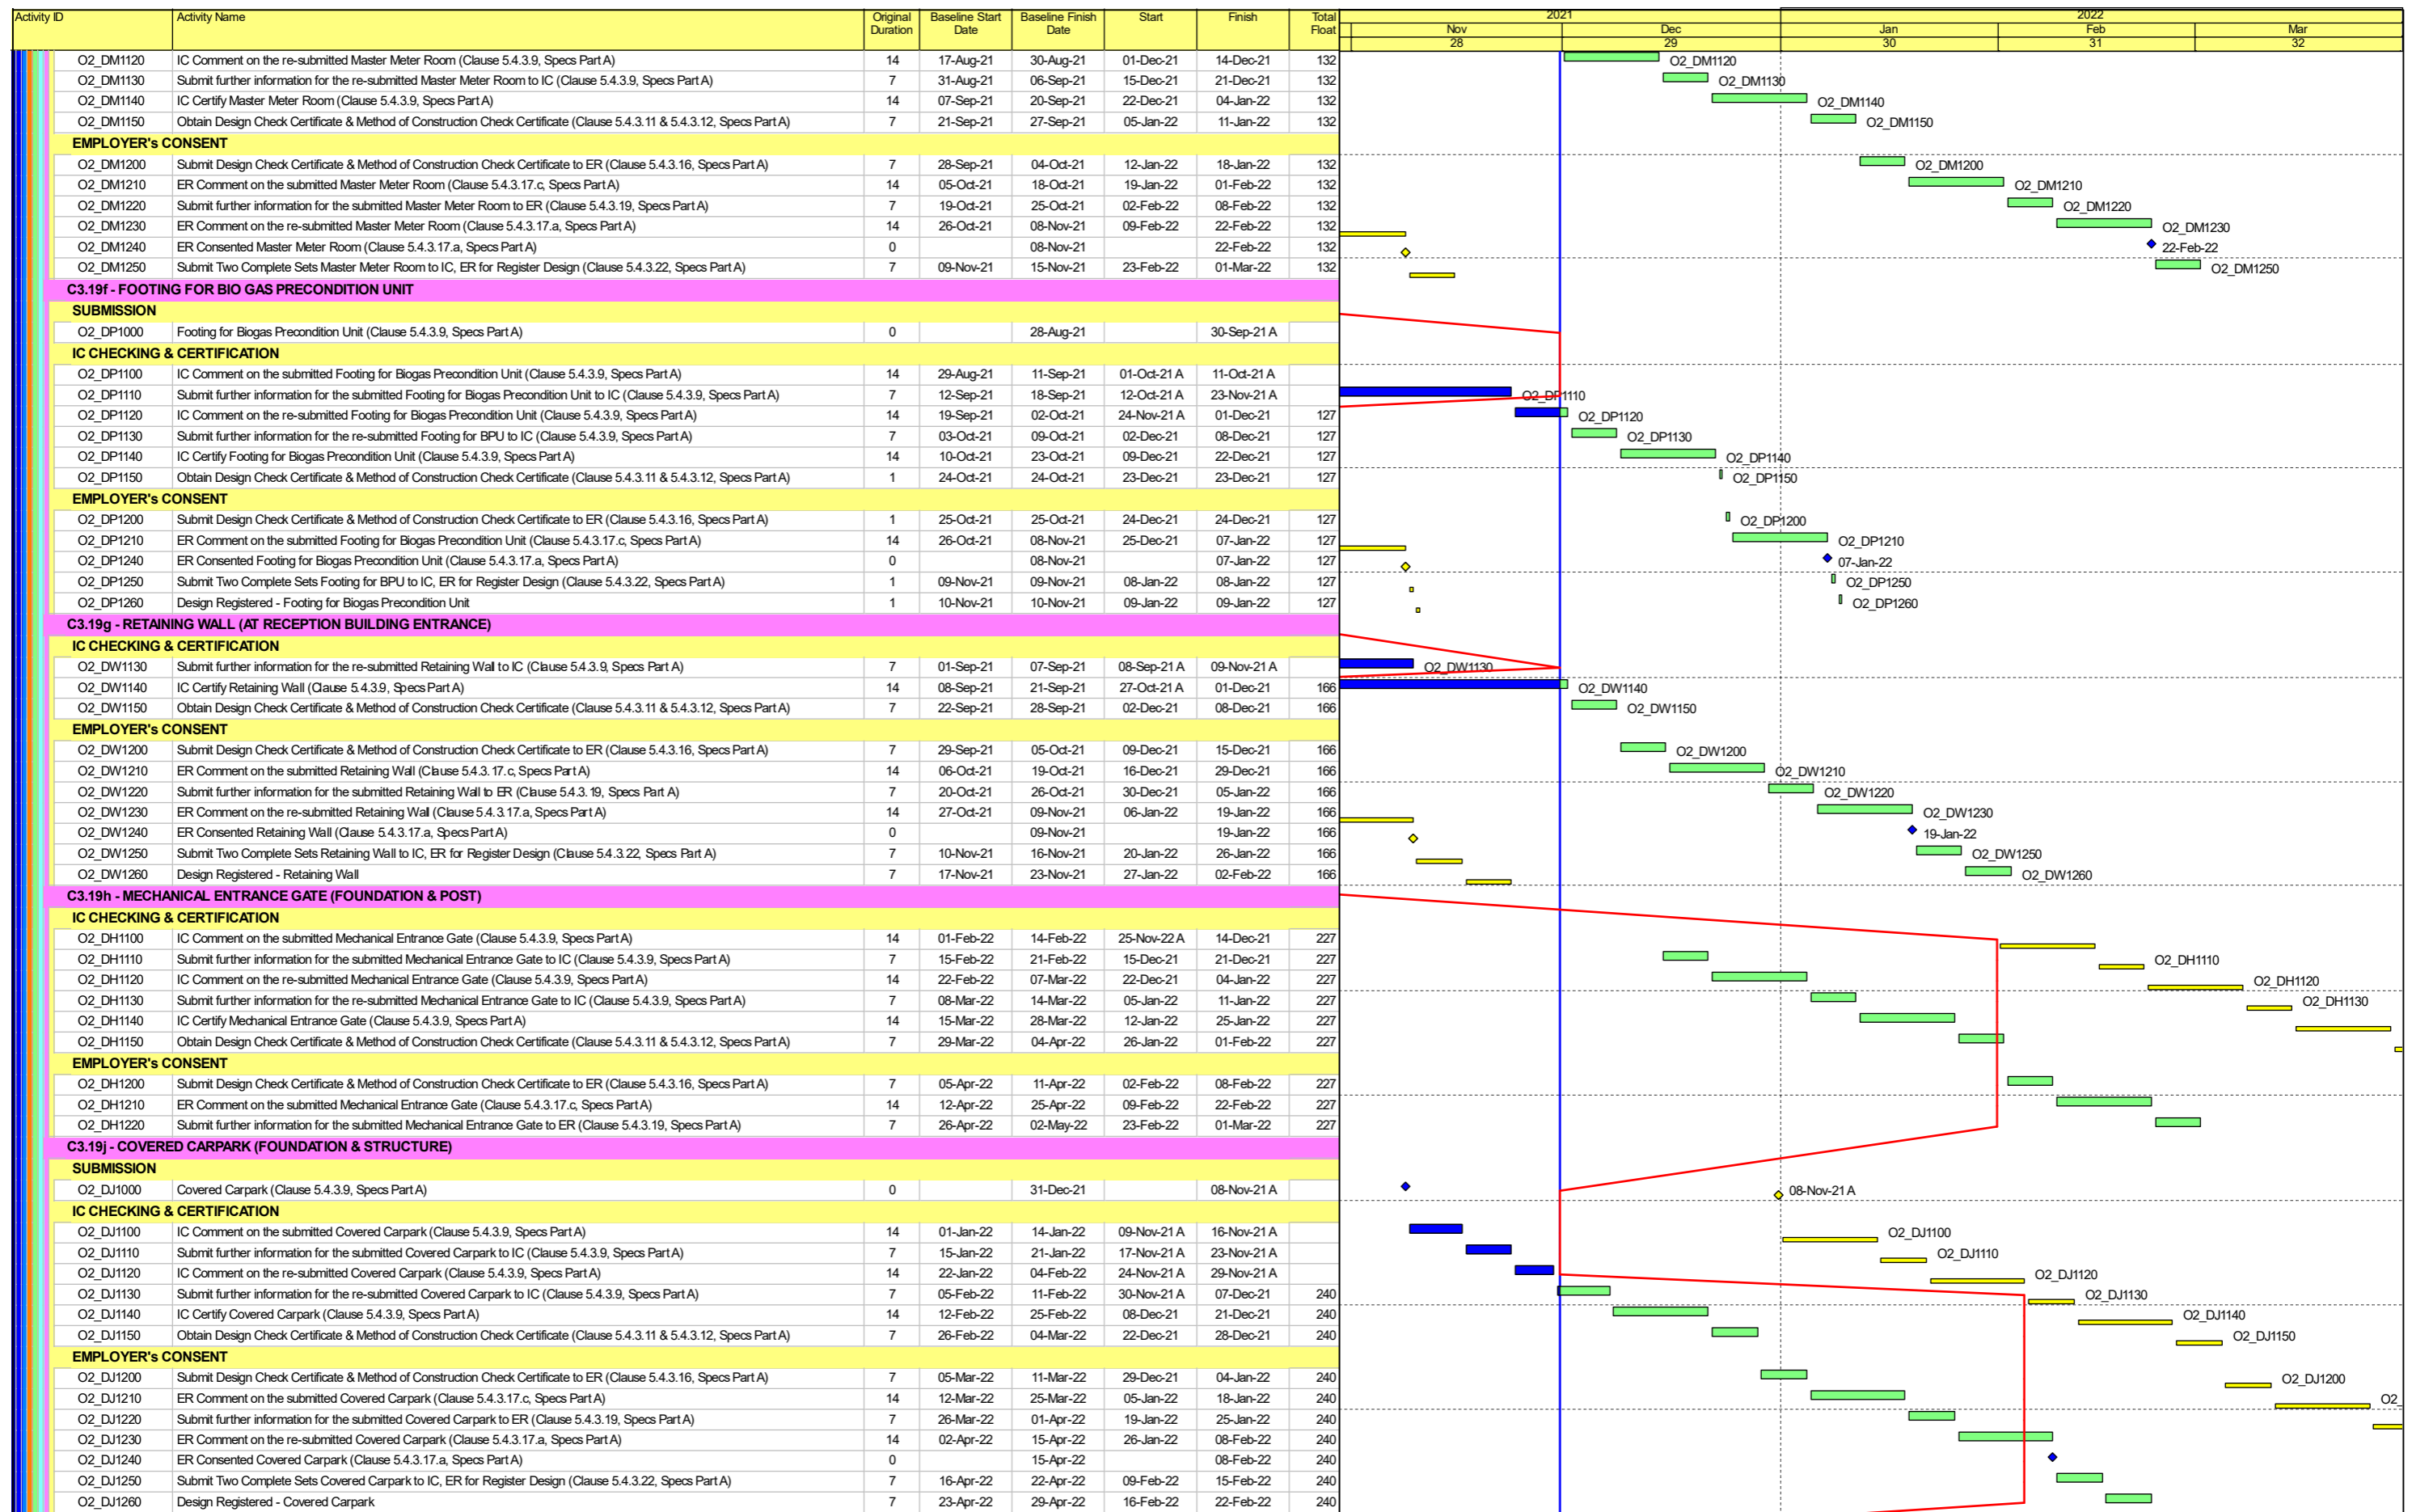 Activity ID Activity Name Original Duration Baseline Start Date Baseline Finish Date Start Finish Total Float 2021 2022
Nov Dec Jan Feb Mar
28 29 30 31 32
O2_DM1120 IC Comment on the re-submitted Master Meter Room (Clause 5.4.3.9, Specs Part A) 14 17-Aug-21 30-Aug-21 01-Dec-21 14-Dec-21 132 O2_DM1120
O2_DM1130 Submit further information for the re-submitted Master Meter Room to IC (Clause 5.4.3.9, Specs Part A) 7 31-Aug-21 06-Sep-21 15-Dec-21 21-Dec-21 132 O2_DM1130
O2_DM1140 IC Certify Master Meter Room (Clause 5.4.3.9, Specs Part A) 14 07-Sep-21 20-Sep-21 22-Dec-21 04-Jan-22 132 O2_DM1140
O2_DM1150 Obtain Design Check Certificate & Method of Construction Check Certificate (Clause 5.4.3.11 & 5.4.3.12, Specs Part A) 7 21-Sep-21 27-Sep-21 05-Jan-22 11-Jan-22 132 O2_DM1150
EMPLOYER's CONSENT
O2_DM1200 Submit Design Check Certificate & Method of Construction Check Certificate to ER (Clause 5.4.3.16, Specs Part A) 7 28-Sep-21 04-Oct-21 12-Jan-22 18-Jan-22 132 O2_DM1200
O2_DM1210 ER Comment on the submitted Master Meter Room (Clause 5.4.3.17.c, Specs Part A) 14 05-Oct-21 18-Oct-21 19-Jan-22 01-Feb-22 132 O2_DM1210
O2_DM1220 Submit further information for the submitted Master Meter Room to ER (Clause 5.4.3.19, Specs Part A) 7 19-Oct-21 25-Oct-21 02-Feb-22 08-Feb-22 132 O2_DM1220
O2_DM1230 ER Comment on the re-submitted Master Meter Room (Clause 5.4.3.17.a, Specs Part A) 14 26-Oct-21 08-Nov-21 09-Feb-22 22-Feb-22 132 O2_DM1230
O2_DM1240 ER Consented Master Meter Room (Clause 5.4.3.17.a, Specs Part A) 0 08-Nov-21 22-Feb-22 132 22-Feb-22
O2_DM1250 Submit Two Complete Sets Master Meter Room to IC, ER for Register Design (Clause 5.4.3.22, Specs Part A) 7 09-Nov-21 15-Nov-21 23-Feb-22 01-Mar-22 132 O2_DM1250
C3.19f - FOOTING FOR BIO GAS PRECONDITION UNIT
SUBMISSION
O2_DP1000 Footing for Biogas Precondition Unit (Clause 5.4.3.9, Specs Part A) 0 28-Aug-21 30-Sep-21 A
IC CHECKING & CERTIFICATION
O2_DP1100 IC Comment on the submitted Footing for Biogas Precondition Unit (Clause 5.4.3.9, Specs Part A) 14 29-Aug-21 11-Sep-21 01-Oct-21 A 11-Oct-21 A
O2_DP1110 Submit further information for the submitted Footing for Biogas Precondition Unit to IC (Clause 5.4.3.9, Specs Part A) 7 12-Sep-21 18-Sep-21 12-Oct-21 A 23-Nov-21 A O2_DP1110
O2_DP1120 IC Comment on the re-submitted Footing for Biogas Precondition Unit (Clause 5.4.3.9, Specs Part A) 14 19-Sep-21 02-Oct-21 24-Nov-21 A 01-Dec-21 127 O2_DP1120
O2_DP1130 Submit further information for the re-submitted Footing for BPU to IC (Clause 5.4.3.9, Specs Part A) 7 03-Oct-21 09-Oct-21 02-Dec-21 08-Dec-21 127 O2_DP1130
O2_DP1140 IC Certify Footing for Biogas Precondition Unit (Clause 5.4.3.9, Specs Part A) 14 10-Oct-21 23-Oct-21 09-Dec-21 22-Dec-21 127 O2_DP1140
O2_DP1150 Obtain Design Check Certificate & Method of Construction Check Certificate (Clause 5.4.3.11 & 5.4.3.12, Specs Part A) 1 24-Oct-21 24-Oct-21 23-Dec-21 23-Dec-21 127 O2_DP1150
EMPLOYER's CONSENT
O2_DP1200 Submit Design Check Certificate & Method of Construction Check Certificate to ER (Clause 5.4.3.16, Specs Part A) 1 25-Oct-21 25-Oct-21 24-Dec-21 24-Dec-21 127 O2_DP1200
O2_DP1210 ER Comment on the submitted Footing for Biogas Precondition Unit (Clause 5.4.3.17.c, Specs Part A) 14 26-Oct-21 08-Nov-21 25-Dec-21 07-Jan-22 127 O2_DP1210
O2_DP1240 ER Consented Footing for Biogas Precondition Unit (Clause 5.4.3.17.a, Specs Part A) 0 08-Nov-21 07-Jan-22 127 07-Jan-22
O2_DP1250 Submit Two Complete Sets Footing for BPU to IC, ER for Register Design (Clause 5.4.3.22, Specs Part A) 1 09-Nov-21 09-Nov-21 08-Jan-22 08-Jan-22 127 O2_DP1250
O2_DP1260 Design Registered - Footing for Biogas Precondition Unit 1 10-Nov-21 10-Nov-21 09-Jan-22 09-Jan-22 127 O2_DP1260
C3.19g - RETAINING WALL (AT RECEPTION BUILDING ENTRANCE)
IC CHECKING & CERTIFICATION
O2_DW1130 Submit further information for the re-submitted Retaining Wall to IC (Clause 5.4.3.9, Specs Part A) 7 01-Sep-21 07-Sep-21 08-Sep-21 A 09-Nov-21 A O2_DW1130
O2_DW1140 IC Certify Retaining Wall (Clause 5.4.3.9, Specs Part A) 14 08-Sep-21 21-Sep-21 27-Oct-21 A 01-Dec-21 166 O2_DW1140
O2_DW1150 Obtain Design Check Certificate & Method of Construction Check Certificate (Clause 5.4.3.11 & 5.4.3.12, Specs Part A) 7 22-Sep-21 28-Sep-21 02-Dec-21 08-Dec-21 166 O2_DW1150
EMPLOYER's CONSENT
O2_DW1200 Submit Design Check Certificate & Method of Construction Check Certificate to ER (Clause 5.4.3.16, Specs Part A) 7 29-Sep-21 05-Oct-21 09-Dec-21 15-Dec-21 166 O2_DW1200
O2_DW1210 ER Comment on the submitted Retaining Wall (Clause 5.4.3.17.c, Specs Part A) 14 06-Oct-21 19-Oct-21 16-Dec-21 29-Dec-21 166 O2_DW1210
O2_DW1220 Submit further information for the submitted Retaining Wall to ER (Clause 5.4.3.19, Specs Part A) 7 20-Oct-21 26-Oct-21 30-Dec-21 05-Jan-22 166 O2_DW1220
O2_DW1230 ER Comment on the re-submitted Retaining Wall (Clause 5.4.3.17.a, Specs Part A) 14 27-Oct-21 09-Nov-21 06-Jan-22 19-Jan-22 166 O2_DW1230
O2_DW1240 ER Consented Retaining Wall (Clause 5.4.3.17.a, Specs Part A) 0 09-Nov-21 19-Jan-22 166 19-Jan-22
O2_DW1250 Submit Two Complete Sets Retaining Wall to IC, ER for Register Design (Clause 5.4.3.22, Specs Part A) 7 10-Nov-21 16-Nov-21 20-Jan-22 26-Jan-22 166 O2_DW1250
O2_DW1260 Design Registered - Retaining Wall 7 17-Nov-21 23-Nov-21 27-Jan-22 02-Feb-22 166 O2_DW1260
C3.19h - MECHANICAL ENTRANCE GATE (FOUNDATION & POST)
IC CHECKING & CERTIFICATION
O2_DH1100 IC Comment on the submitted Mechanical Entrance Gate (Clause 5.4.3.9, Specs Part A) 14 01-Feb-22 14-Feb-22 25-Nov-22 A 14-Dec-21 227
O2_DH1110 Submit further information for the submitted Mechanical Entrance Gate to IC (Clause 5.4.3.9, Specs Part A) 7 15-Feb-22 21-Feb-22 15-Dec-21 21-Dec-21 227 O2_DH1110
O2_DH1120 IC Comment on the re-submitted Mechanical Entrance Gate (Clause 5.4.3.9, Specs Part A) 14 22-Feb-22 07-Mar-22 22-Dec-21 04-Jan-22 227 O2_DH1120
O2_DH1130 Submit further information for the re-submitted Mechanical Entrance Gate to IC (Clause 5.4.3.9, Specs Part A) 7 08-Mar-22 14-Mar-22 05-Jan-22 11-Jan-22 227 O2_DH1130
O2_DH1140 IC Certify Mechanical Entrance Gate (Clause 5.4.3.9, Specs Part A) 14 15-Mar-22 28-Mar-22 12-Jan-22 25-Jan-22 227
O2_DH1150 Obtain Design Check Certificate & Method of Construction Check Certificate (Clause 5.4.3.11 & 5.4.3.12, Specs Part A) 7 29-Mar-22 04-Apr-22 26-Jan-22 01-Feb-22 227
EMPLOYER's CONSENT
O2_DH1200 Submit Design Check Certificate & Method of Construction Check Certificate to ER (Clause 5.4.3.16, Specs Part A) 7 05-Apr-22 11-Apr-22 02-Feb-22 08-Feb-22 227
O2_DH1210 ER Comment on the submitted Mechanical Entrance Gate (Clause 5.4.3.17.c, Specs Part A) 14 12-Apr-22 25-Apr-22 09-Feb-22 22-Feb-22 227
O2_DH1220 Submit further information for the submitted Mechanical Entrance Gate to ER (Clause 5.4.3.19, Specs Part A) 7 26-Apr-22 02-May-22 23-Feb-22 01-Mar-22 227
C3.19j - COVERED CARPARK (FOUNDATION & STRUCTURE)
SUBMISSION
O2_DJ1000 Covered Carpark (Clause 5.4.3.9, Specs Part A) 0 31-Dec-21 08-Nov-21 A 08-Nov-21 A
IC CHECKING & CERTIFICATION
O2_DJ1100 IC Comment on the submitted Covered Carpark (Clause 5.4.3.9, Specs Part A) 14 01-Jan-22 14-Jan-22 09-Nov-21 A 16-Nov-21 A O2_DJ1100
O2_DJ1110 Submit further information for the submitted Covered Carpark to IC (Clause 5.4.3.9, Specs Part A) 7 15-Jan-22 21-Jan-22 17-Nov-21 A 23-Nov-21 A O2_DJ1110
O2_DJ1120 IC Comment on the re-submitted Covered Carpark (Clause 5.4.3.9, Specs Part A) 14 22-Jan-22 04-Feb-22 24-Nov-21 A 29-Nov-21 A O2_DJ1120
O2_DJ1130 Submit further information for the re-submitted Covered Carpark to IC (Clause 5.4.3.9, Specs Part A) 7 05-Feb-22 11-Feb-22 30-Nov-21 A 07-Dec-21 240 O2_DJ1130
O2_DJ1140 IC Certify Covered Carpark (Clause 5.4.3.9, Specs Part A) 14 12-Feb-22 25-Feb-22 08-Dec-21 21-Dec-21 240 O2_DJ1140
O2_DJ1150 Obtain Design Check Certificate & Method of Construction Check Certificate (Clause 5.4.3.11 & 5.4.3.12, Specs Part A) 7 26-Feb-22 04-Mar-22 22-Dec-21 28-Dec-21 240 O2_DJ1150
EMPLOYER's CONSENT
O2_DJ1200 Submit Design Check Certificate & Method of Construction Check Certificate to ER (Clause 5.4.3.16, Specs Part A) 7 05-Mar-22 11-Mar-22 29-Dec-21 04-Jan-22 240 O2_DJ1200
O2_DJ1210 ER Comment on the submitted Covered Carpark (Clause 5.4.3.17.c, Specs Part A) 14 12-Mar-22 25-Mar-22 05-Jan-22 18-Jan-22 240 O2_
O2_DJ1220 Submit further information for the submitted Covered Carpark to ER (Clause 5.4.3.19, Specs Part A) 7 26-Mar-22 01-Apr-22 19-Jan-22 25-Jan-22 240
O2_DJ1230 ER Comment on the re-submitted Covered Carpark (Clause 5.4.3.17.a, Specs Part A) 14 02-Apr-22 15-Apr-22 26-Jan-22 08-Feb-22 240
O2_DJ1240 ER Consented Covered Carpark (Clause 5.4.3.17.a, Specs Part A) 0 15-Apr-22 08-Feb-22 240
O2_DJ1250 Submit Two Complete Sets Covered Carpark to IC, ER for Register Design (Clause 5.4.3.22, Specs Part A) 7 16-Apr-22 22-Apr-22 09-Feb-22 15-Feb-22 240
O2_DJ1260 Design Registered - Covered Carpark 7 23-Apr-22 29-Apr-22 16-Feb-22 22-Feb-22 240